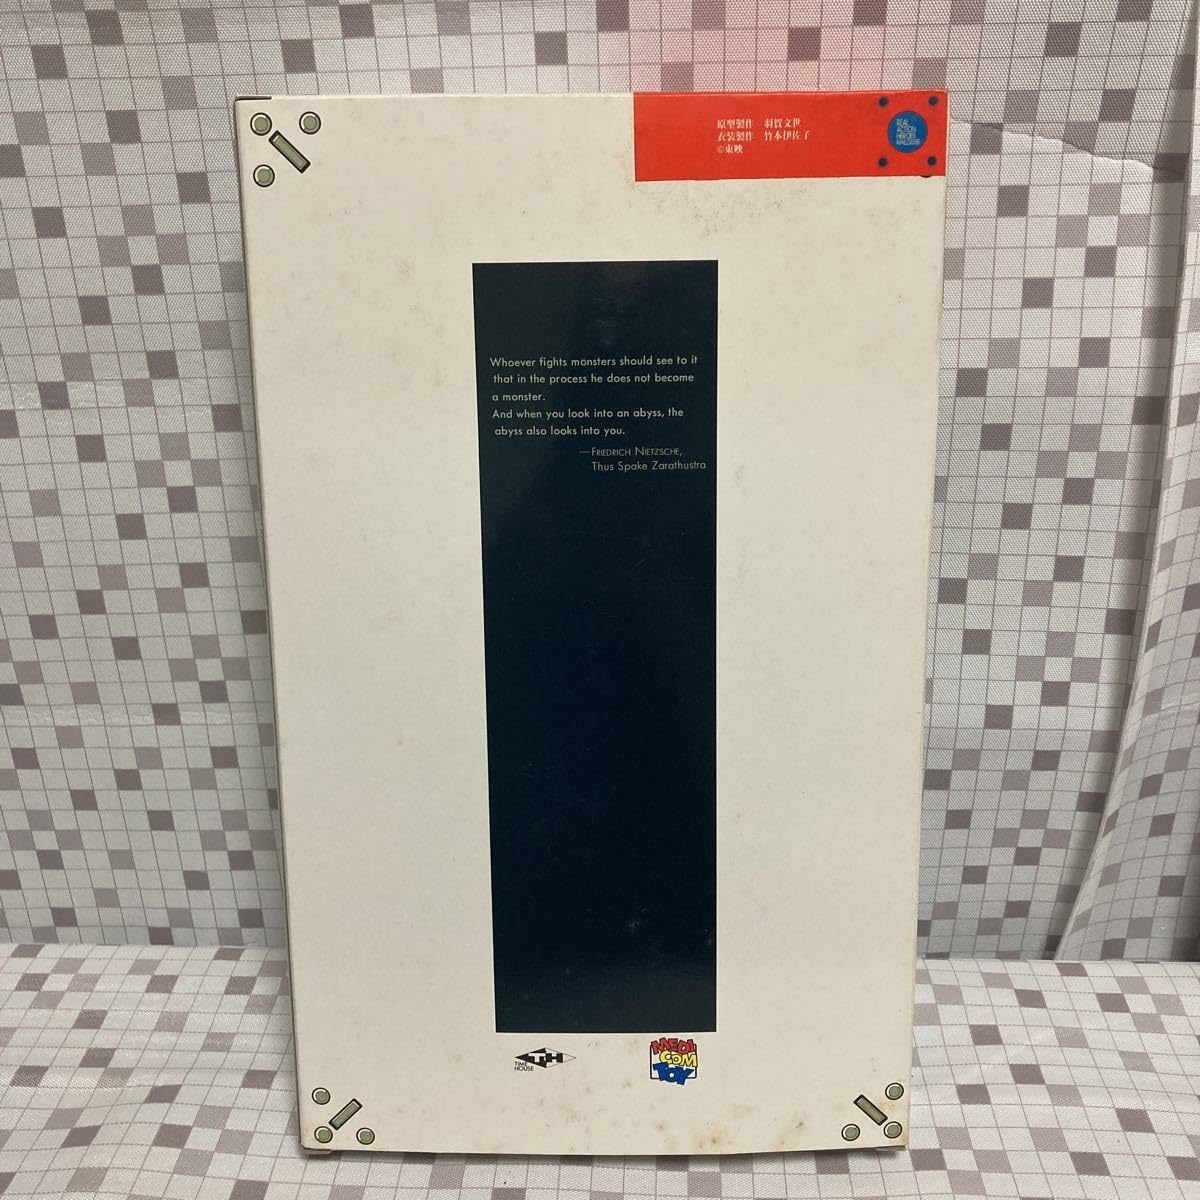 原型製作 羽賀文世
衣装製作 竹本伊佐子
©東映
REAL
ACTION
HEROES
Whoever fights monsters should see to it
that in the process he does not become
a monster.
And when you look into an abyss, the
abyss also looks into you.
—FRIEDRICH NIETZSCHE,
Thus Spake Zarathustra
TH
TIME
HOUSE
MEDI
COM
TOY